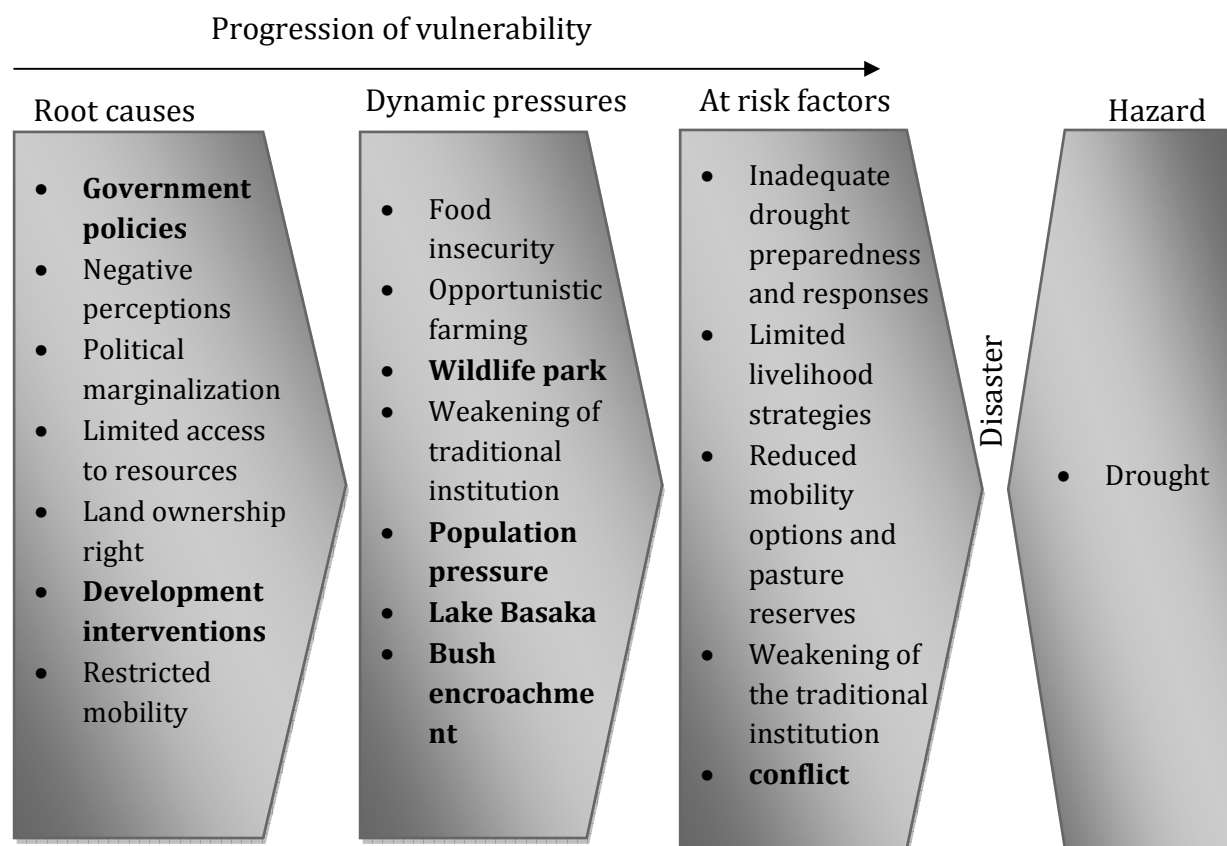 Progression of vulnerability
Root causes
• Government
policies
• Negative
perceptions
• Political
marginalization
• Limited access
to resources
• Land ownership
right
• Development
interventions
• Restricted
mobility
Dynamic pressures
• Food
insecurity
• Opportunistic
farming
• Wildlife park
• Weakening of
traditional
institution
• Population
pressure
• Lake Basaka
• Bush
encroachme
nt
At risk factors
• Inadequate
drought
preparedness
and responses
• Limited
livelihood
strategies
• Reduced
mobility
options and
pasture
reserves
• Weakening of
the traditional
institution
• conflict
Disaster
Hazard
• Drought